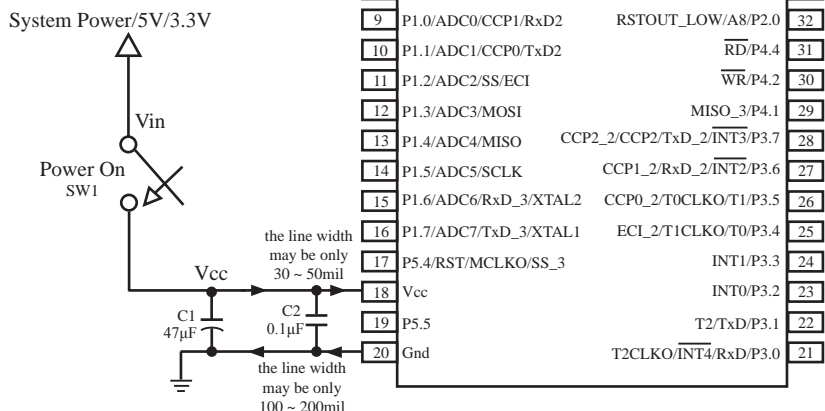 System Power/5V/3.3V
Vin
Power On
SW1
Vcc
C1
47µF
C2
0.1µF
the line width
may be only
30 ~ 50mil
the line width
may be only
100 ~ 200mil
9 P1.0/ADC0/CCP1/RxD2
10 P1.1/ADC1/CCP0/TxD2
11 P1.2/ADC2/SS/ECI
12 P1.3/ADC3/MOSI
13 P1.4/ADC4/MISO
14 P1.5/ADC5/SCLK
15 P1.6/ADC6/RxD_3/XTAL2
16 P1.7/ADC7/TxD_3/XTAL1
17 P5.4/RST/MCLKO/SS_3
18 Vcc
19 P5.5
20 Gnd
RSTOUT_LOW/A8/P2.0 32
RD/P4.4 31
WR/P4.2 30
MISO_3/P4.1 29
CCP2_2/CCP2/TxD_2/INT3/P3.7 28
CCP1_2/RxD_2/INT2/P3.6 27
CCP0_2/T0CLKO/T1/P3.5 26
ECI_2/T1CLKO/T0/P3.4 25
INT1/P3.3 24
INT0/P3.2 23
T2/TxD/P3.1 22
T2CLKO/INT4/RxD/P3.0 21